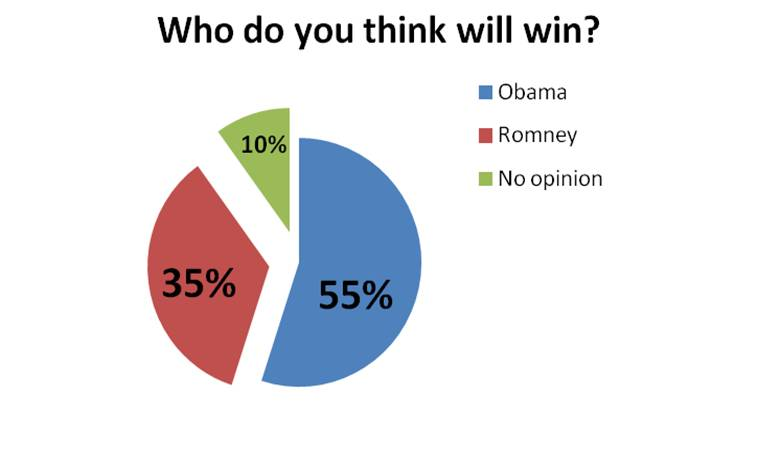 Who do you think will win?
Obama
Romney
No opinion
10%
35%
55%